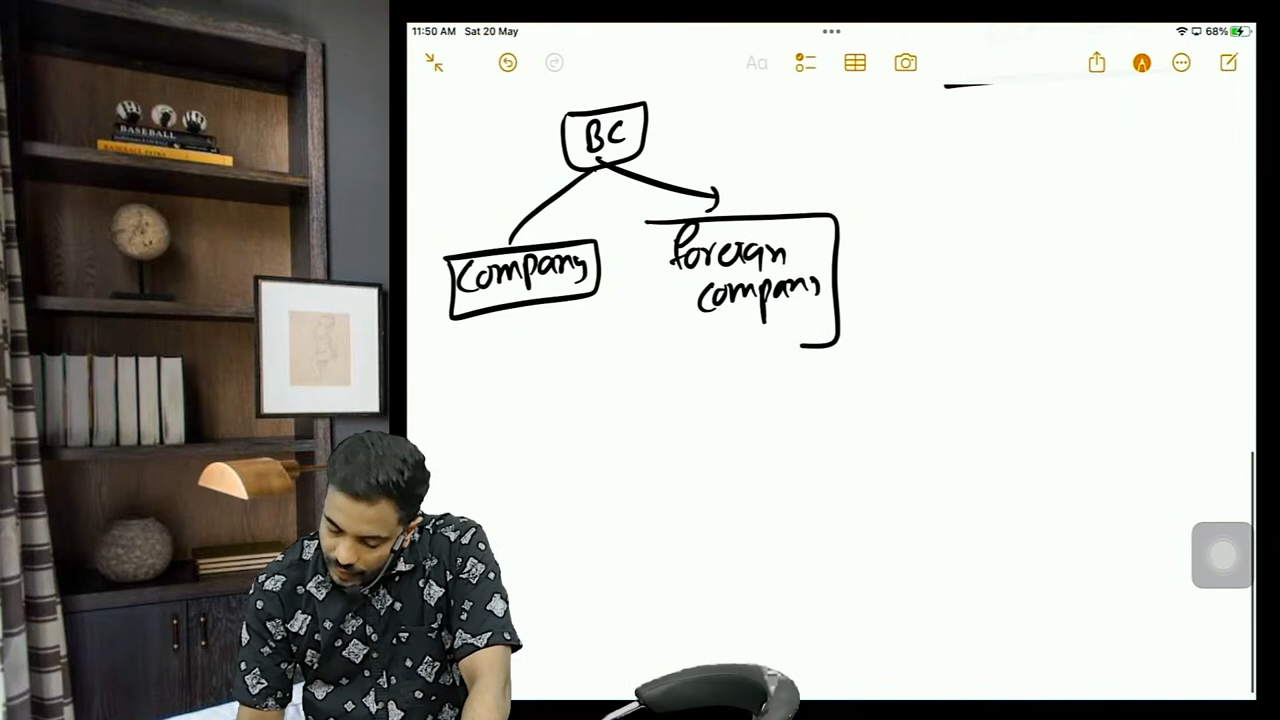 11:50 AM Sat 20 May
68%
Aa
BC
Company
foreign
company
BASEBALL